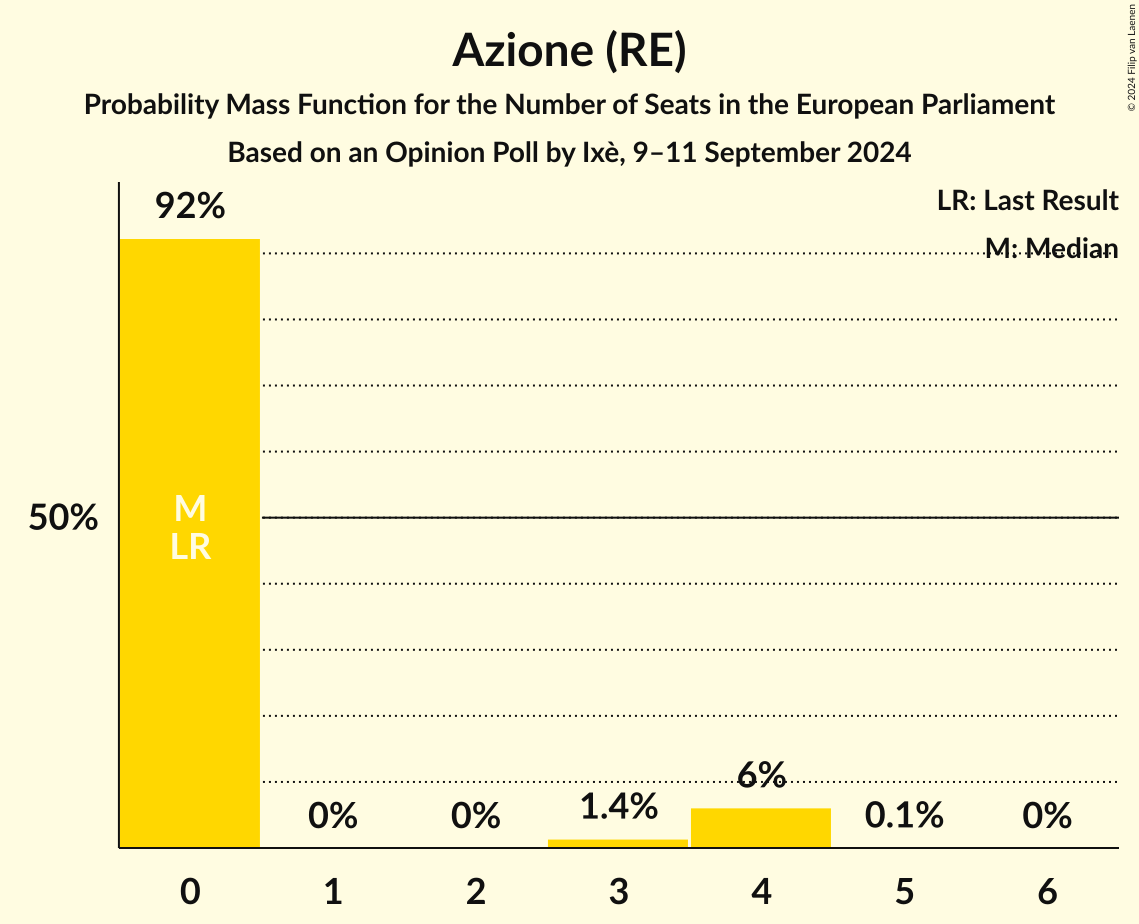 Azione (RE)
Probability Mass Function for the Number of Seats in the European Parliament
Based on an Opinion Poll by Ixè, 9–11 September 2024
© 2024 Filip van Laenen
LR: Last Result
M: Median
92%
50%
M
LR
0%
0%
1.4%
6%
0.1%
0%
0
1
2
3
4
5
6